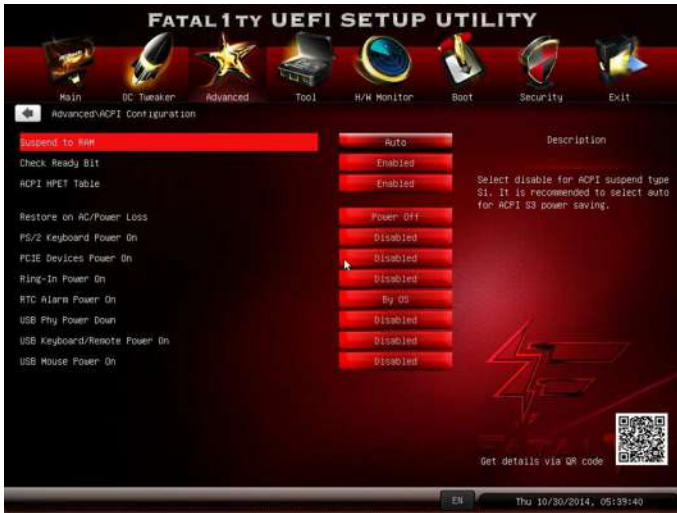 FATAL1TY UEFI SETUP UTILITY
Main OC Tweaker Advanced Tool H/W Monitor Boot Security Exit
Advanced\ACPI Configuration
Suspend to RAM Auto
Description
Check Ready Bit Enabled
ACPI HPET Table Enabled
Select disable for ACPI suspend type
S1. It is recommended to select auto
for ACPI S3 power saving.
Restore on AC/Power Loss Power Off
PS/2 Keyboard Power On Disabled
PCIE Devices Power On Disabled
Ring-In Power On Disabled
RTC Alarm Power On By OS
USB Phy Power Down Disabled
USB Keyboard/Remote Power On Disabled
USB Mouse Power On Disabled
FATAL1
Get details via QR code
EN Thu 10/30/2014, 05:39:40